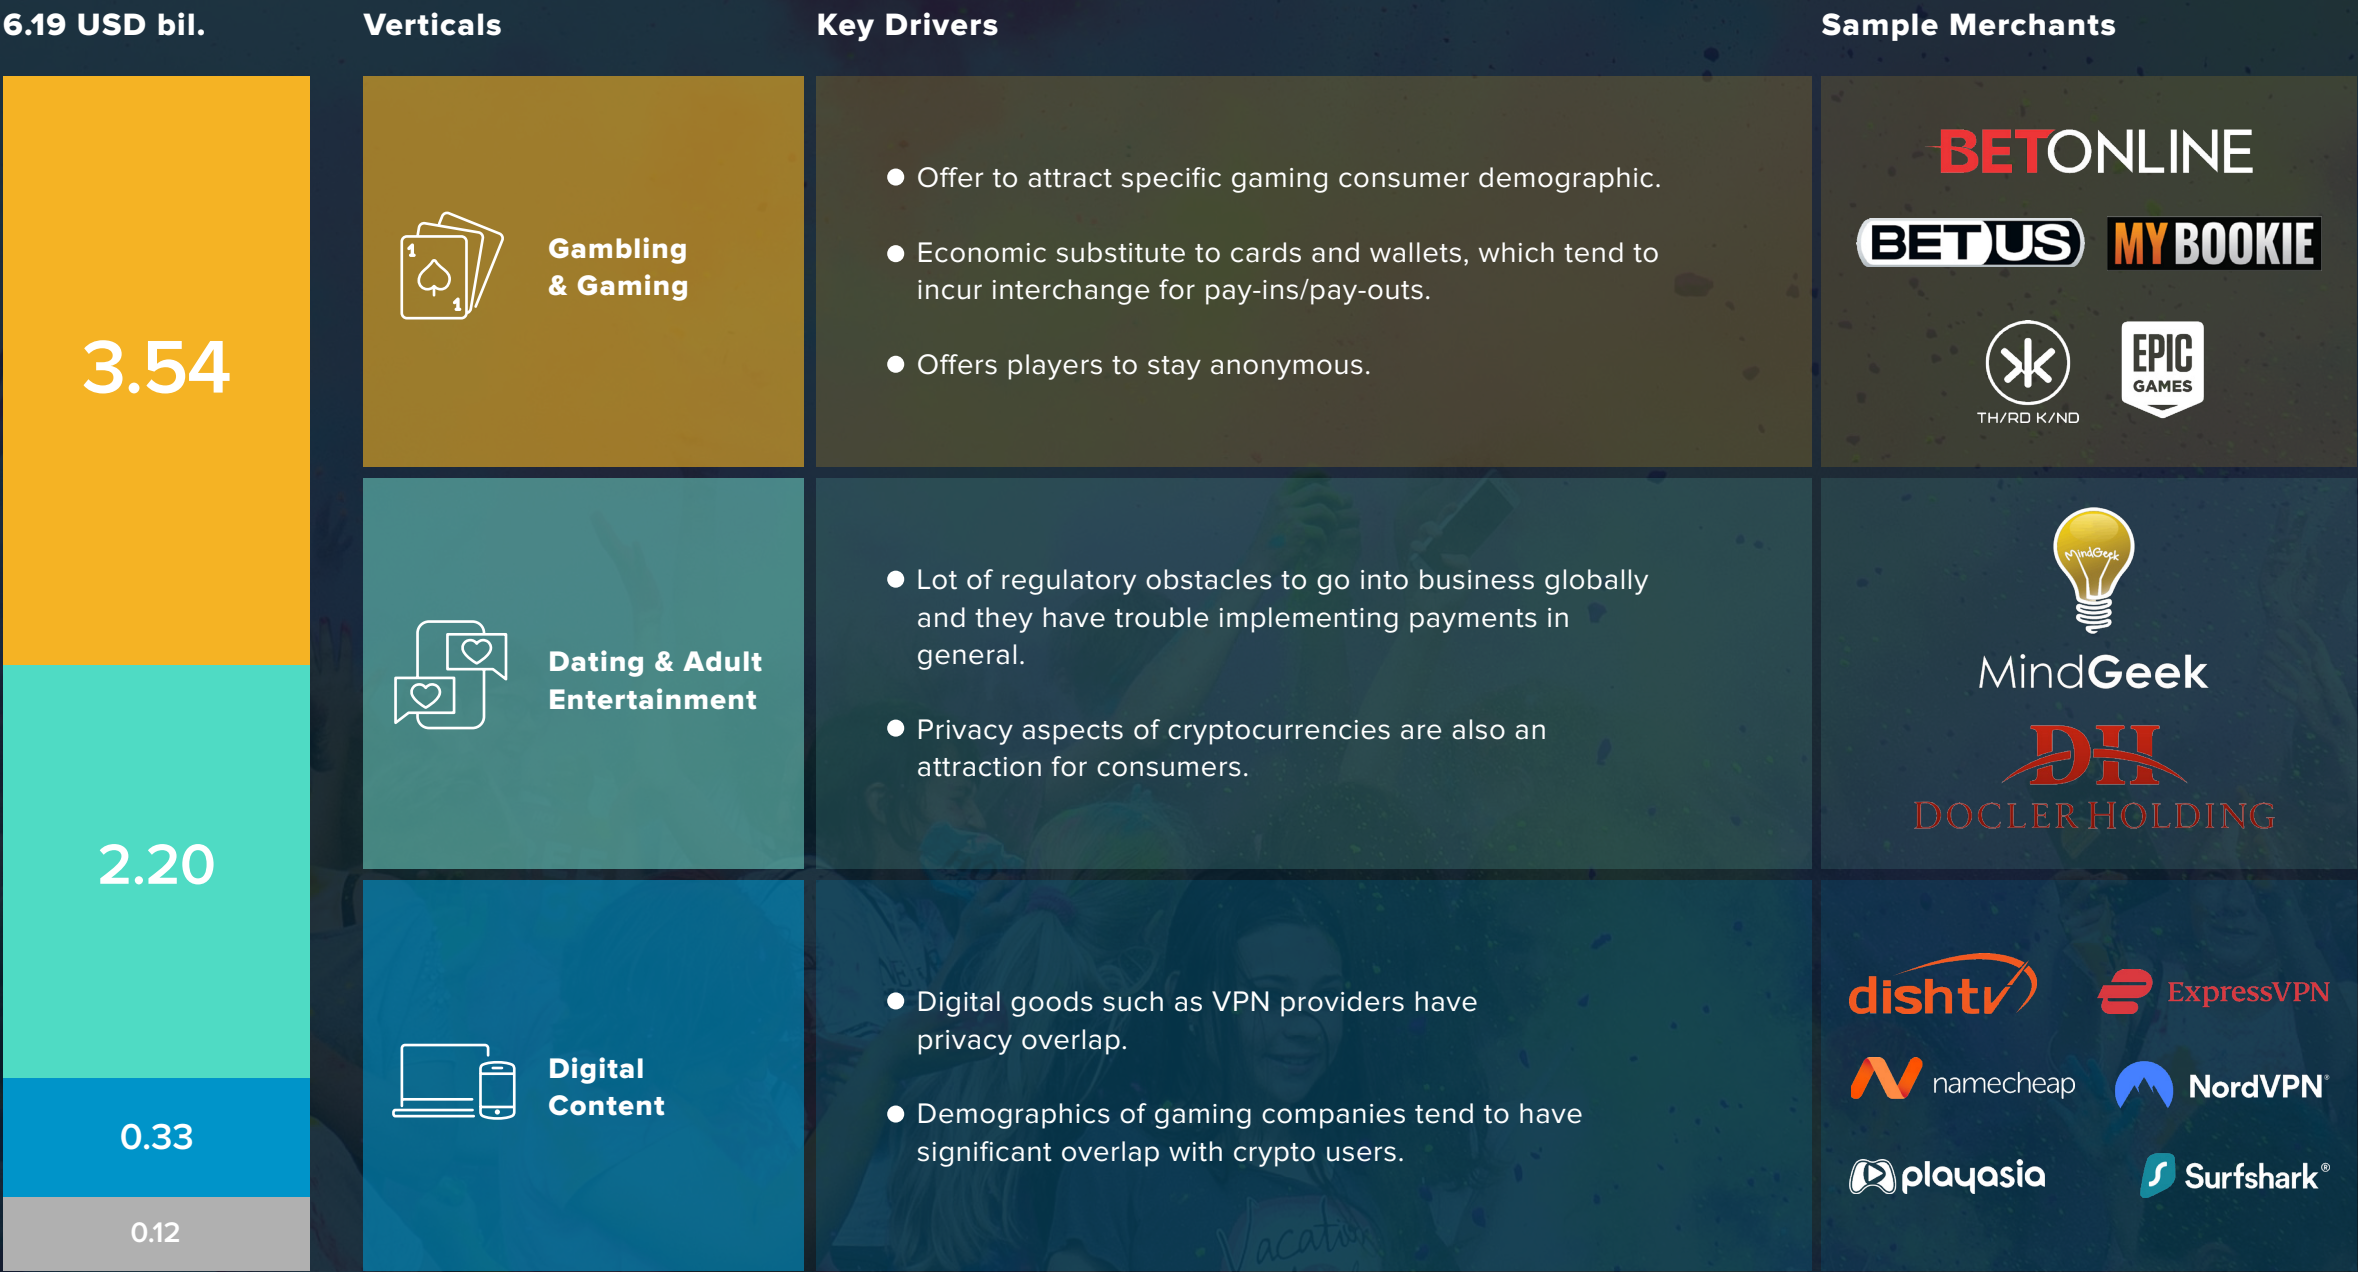 6.19 USD bil.
Verticals
Key Drivers
Sample Merchants
3.54
2.20
0.33
0.12
1
1
Gambling
& Gaming
Offer to attract specific gaming consumer demographic.
Economic substitute to cards and wallets, which tend to
incur interchange for pay-ins/pay-outs.
Offers players to stay anonymous.
BETONLINE
BETUS
MY BOOKIE
TH/RD K/ND
EPIC
GAMES
Dating & Adult
Entertainment
Lot of regulatory obstacles to go into business globally
and they have trouble implementing payments in
general.
Privacy aspects of cryptocurrencies are also an
attraction for consumers.
MindGeek
MindGeek
DH
DOCLER HOLDING
Digital
Content
Digital goods such as VPN providers have
privacy overlap.
Demographics of gaming companies tend to have
significant overlap with crypto users.
dishtv
ExpressVPN
namecheap
NordVPN®
playasia
Surfshark®
Vacation